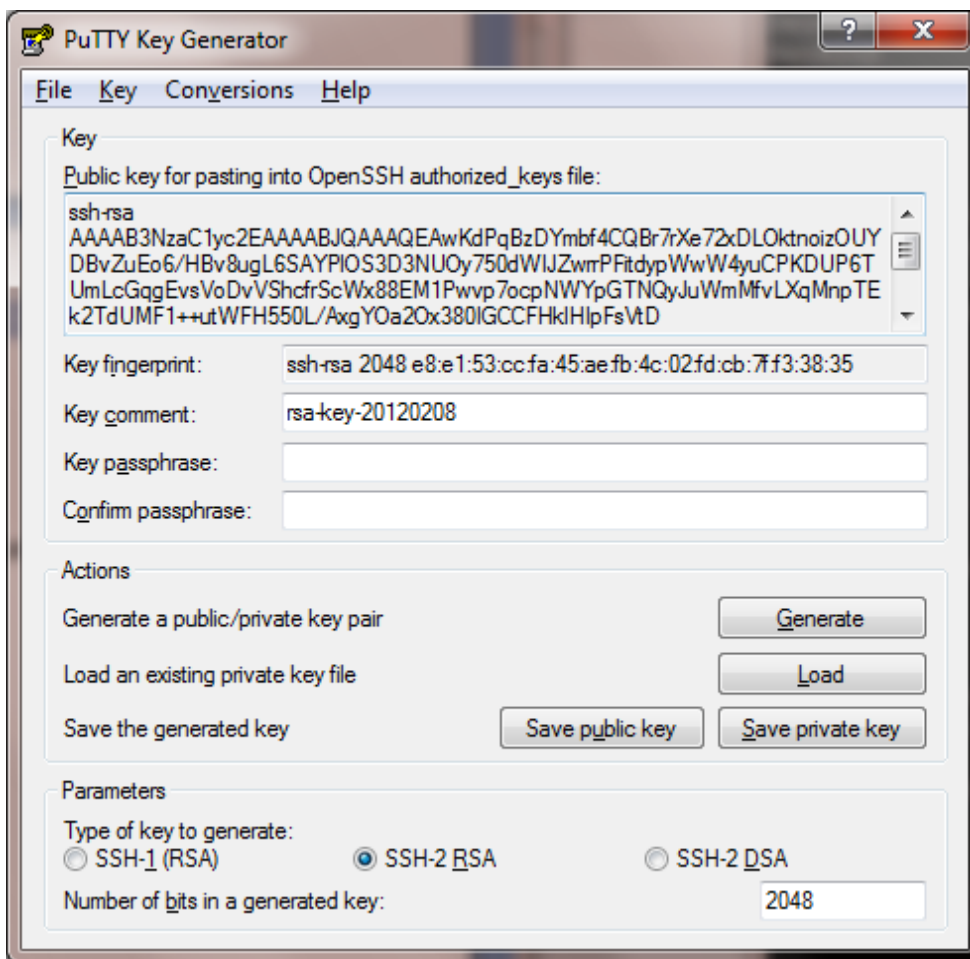 PuTTY Key Generator
File Key Conversions Help
Key
Public key for pasting into OpenSSH authorized_keys file:
ssh-rsa
AAAAB3NzaC1yc2EAAAABJQAAAQEAwKdPqBzDYmbf4CQBr7rXe72xDLOktnoizOUY
DBvZuEo6/HBv8ugL6SAYPlOS3D3NUOy750dWIJZwrrPFitdypWwW4yuCPKDUP6T
UmLcGqgEvsVoDvVShcfrScWx88EM1Pwvp7ocpNWYpGTNQyJuWmMfvLXqMnpTE
k2TdUMF1++utWFH550L/AxgYOa2Ox380IGCCFHkIHIpFsVtD
Key fingerprint: ssh-rsa 2048 e8:e1:53:cc:fa:45:ae:fb:4c:02:fd:cb:7f:f3:38:35
Key comment: rsa-key-20120208
Key passphrase:
Confirm passphrase:
Actions
Generate a public/private key pair Generate
Load an existing private key file Load
Save the generated key Save public key Save private key
Parameters
Type of key to generate:
SSH-1 (RSA) SSH-2 RSA SSH-2 DSA
Number of bits in a generated key: 2048